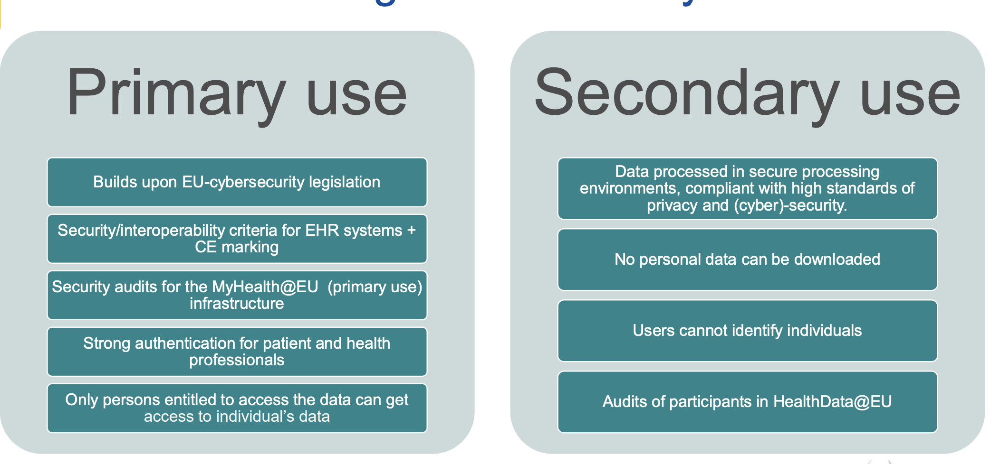 Primary use
Builds upon EU-cybersecurity legislation
Security/interoperability criteria for EHR systems +
CE marking
Security audits for the MyHealth@EU  (primary use)
infrastructure
Strong authentication for patient and health
professionals
Only persons entitled to access the data can get
access to individual’s data
Secondary use
Data processed in secure processing
environments, compliant with high standards of
privacy and (cyber)-security.
No personal data can be downloaded
Users cannot identify individuals
Audits of participants in HealthData@EU